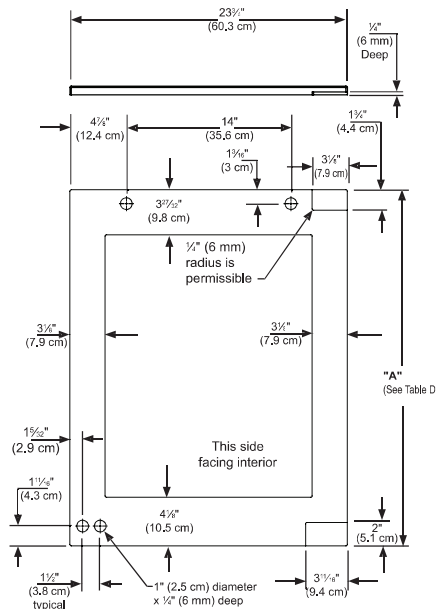 23¾"
(60.3 cm)
¼"
(6 mm)
Deep
4⅞"
(12.4 cm)
14"
(35.6 cm)
1³⁄₁₆"
(3 cm)
3⅛"
(7.9 cm)
1¾"
(4.4 cm)
3²⁷⁄₃₂"
(9.8 cm)
¼" (6 mm)
radius is
permissible
3⅛"
(7.9 cm)
3⅛"
(7.9 cm)
"A"
(See Table D
1⁵⁄₃₂"
(2.9 cm)
This side
facing interior
1¹¹⁄₁₆"
(4.3 cm)
4⅛"
(10.5 cm)
2"
(5.1 cm)
1½"
(3.8 cm)
typical
1" (2.5 cm) diameter
x ¼" (6 mm) deep
3¹¹⁄₁₆"
(9.4 cm)